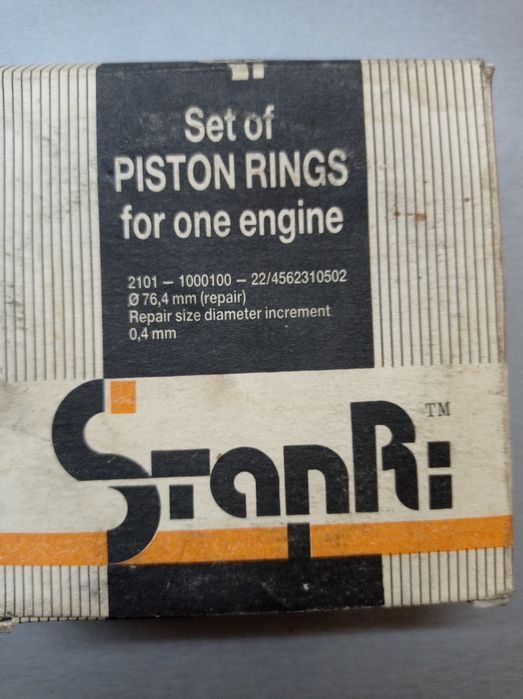 Set of
PISTON RINGS
for one engine
2101 – 1000100 – 22/4562310502
Ø 76,4 mm (repair)
Repair size diameter increment
0,4 mm
StapRi TM